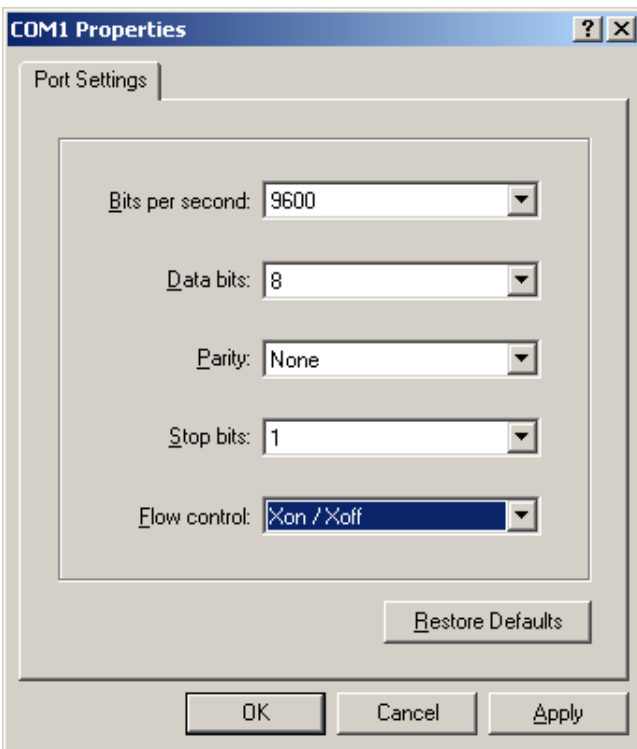 COM1 Properties
Port Settings
Bits per second: 9600
Data bits: 8
Parity: None
Stop bits: 1
Flow control: Xon / Xoff
Restore Defaults
OK Cancel Apply